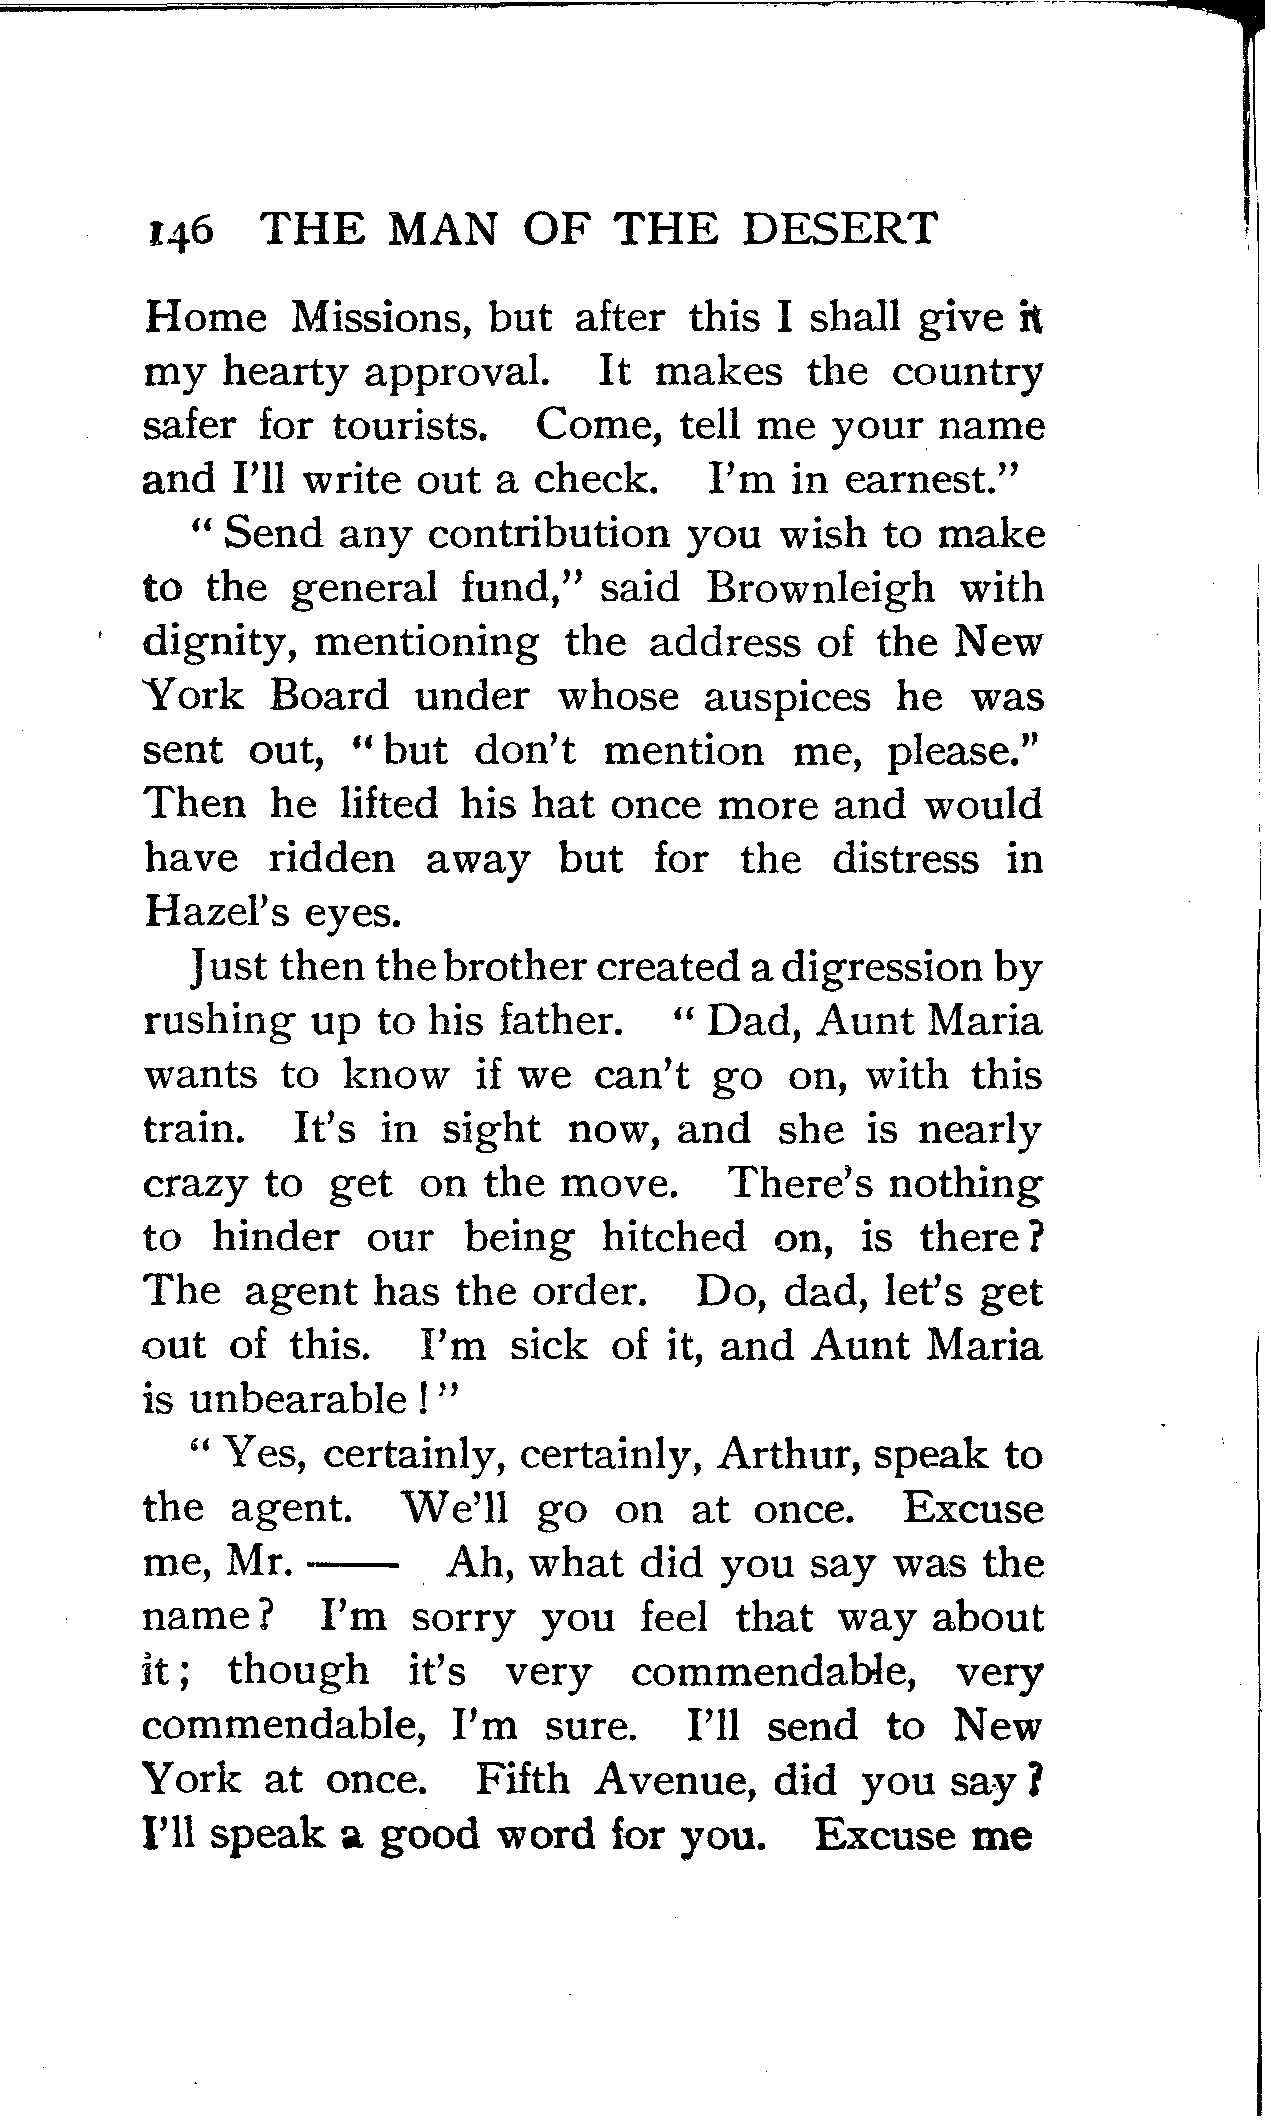 146 THE MAN OF THE DESERT
Home Missions, but after this I shall give it
my hearty approval. It makes the country
safer for tourists. Come, tell me your name
and I'll write out a check. I'm in earnest."
"Send any contribution you wish to make
to the general fund," said Brownleigh with
dignity, mentioning the address of the New
York Board under whose auspices he was
sent out, "but don't mention me, please."
Then he lifted his hat once more and would
have ridden away but for the distress in
Hazel's eyes.
Just then the brother created a digression by
rushing up to his father. "Dad, Aunt Maria
wants to know if we can't go on, with this
train. It's in sight now, and she is nearly
crazy to get on the move. There's nothing
to hinder our being hitched on, is there?
The agent has the order. Do, dad, let's get
out of this. I'm sick of it, and Aunt Maria
is unbearable!"
"Yes, certainly, certainly, Arthur, speak to
the agent. We'll go on at once. Excuse
me, Mr. —— Ah, what did you say was the
name? I'm sorry you feel that way about
it; though it's very commendable, very
commendable, I'm sure. I'll send to New
York at once. Fifth Avenue, did you say?
I'll speak a good word for you. Excuse me